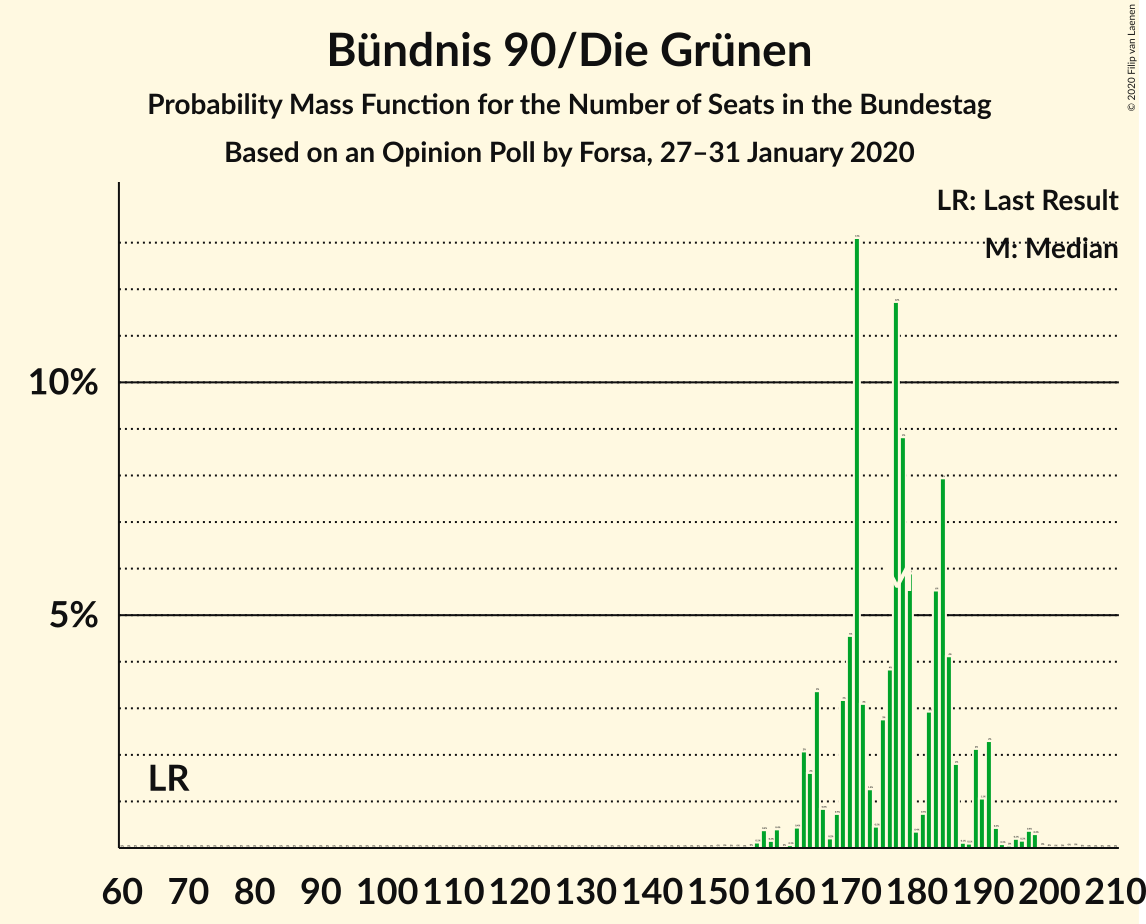 Bündnis 90/Die Grünen
Probability Mass Function for the Number of Seats in the Bundestag
Based on an Opinion Poll by Forsa, 27–31 January 2020
© 2020 Filip van Laenen
LR: Last Result
M: Median
10%
5%
LR
60 70 80 90 100 110 120 130 140 150 160 170 180 190 200 210